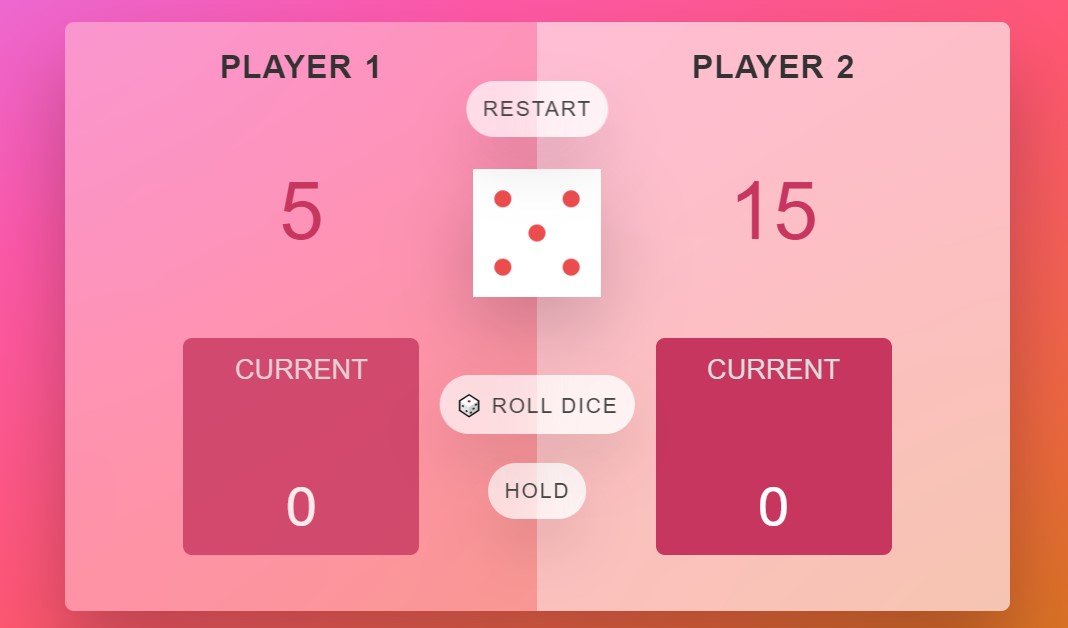 PLAYER 1
PLAYER 2
RESTART
5
15
CURRENT
CURRENT
ROLL DICE
0
0
HOLD